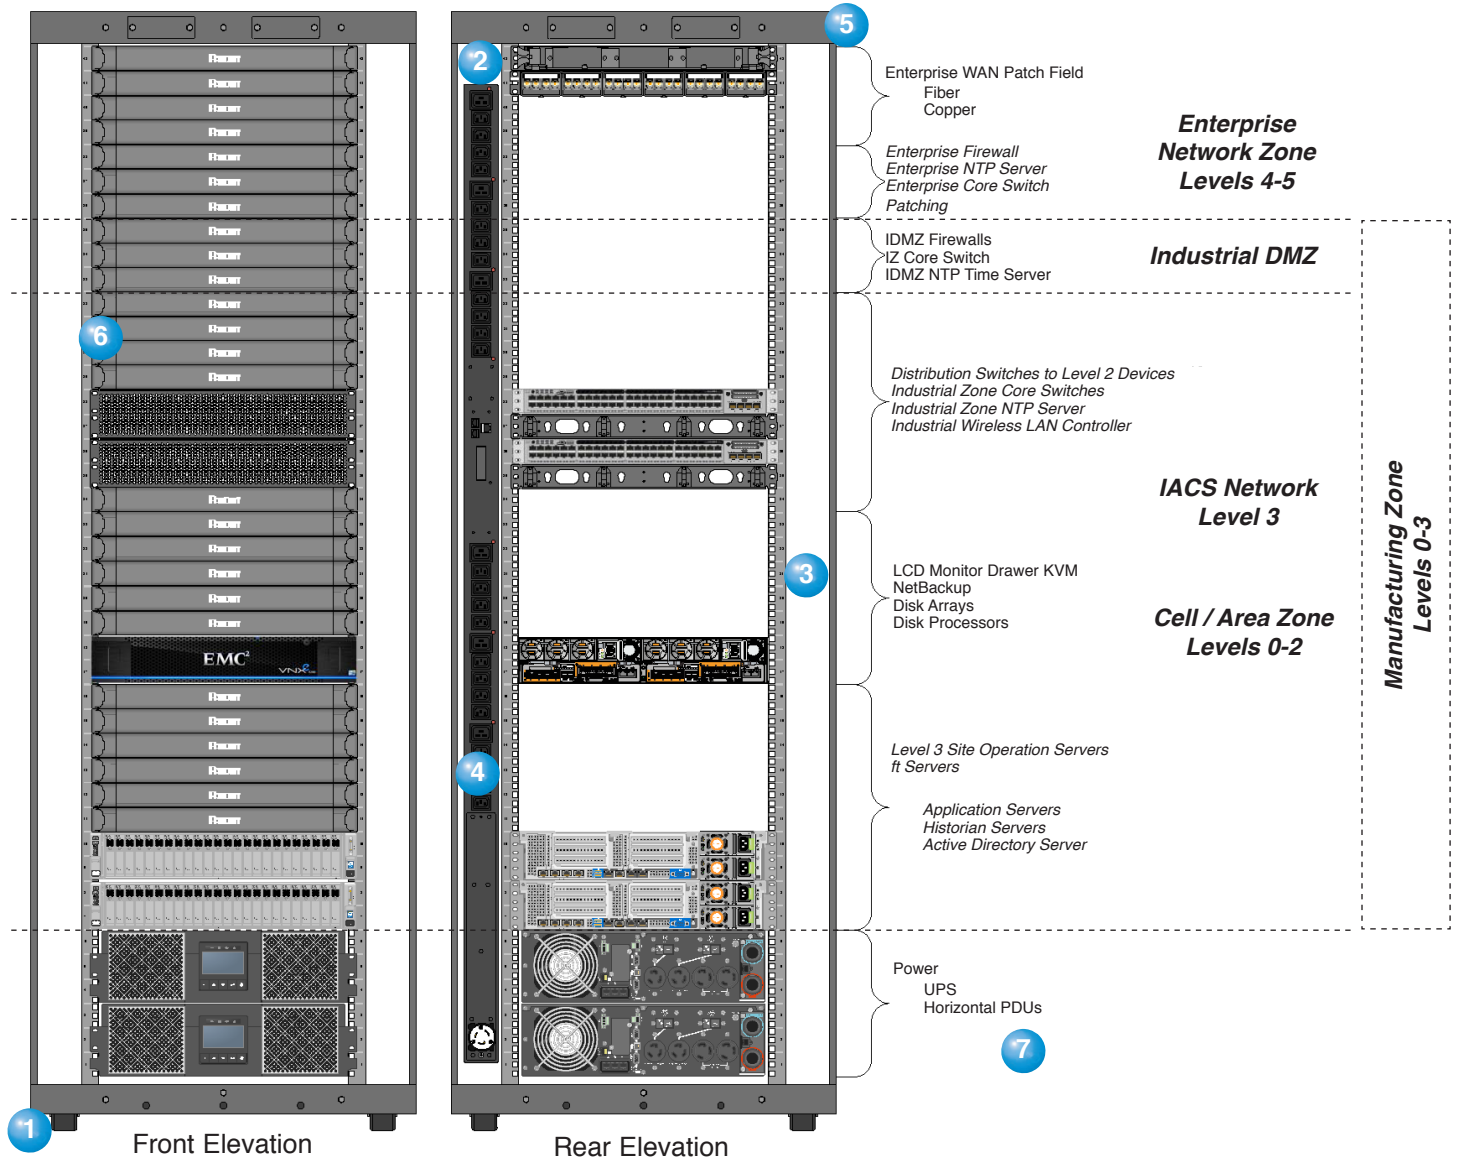 5
2
Enterprise WAN Patch Field
Fiber
Copper
Enterprise
Network Zone
Levels 4-5
Enterprise Firewall
Enterprise NTP Server
Enterprise Core Switch
Patching
IDMZ Firewalls
IZ Core Switch
IDMZ NTP Time Server
Industrial DMZ
6
Distribution Switches to Level 2 Devices
Industrial Zone Core Switches
Industrial Zone NTP Server
Industrial Wireless LAN Controller
IACS Network
Level 3
Manufacturing Zone
Levels 0-3
3
LCD Monitor Drawer KVM
NetBackup
Disk Arrays
Disk Processors
Cell / Area Zone
Levels 0-2
EMC²
VNX
4
Level 3 Site Operation Servers
ft Servers
Application Servers
Historian Servers
Active Directory Server
Power
UPS
Horizontal PDUs
7
1
Front Elevation
Rear Elevation